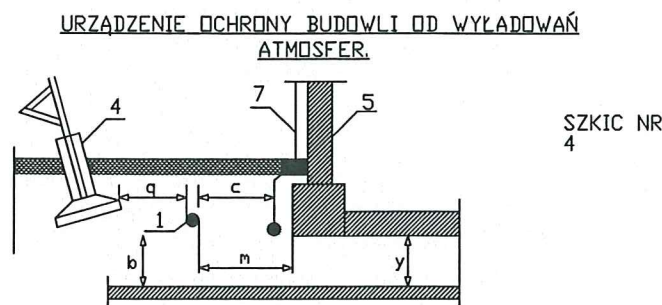 URZĄDZENIE OCHRONY BUDOWLI OD WYŁADOWAŃ
ATMOSFER.
4
7
5
SZKIC NR
4
q
c
1
b
m
y